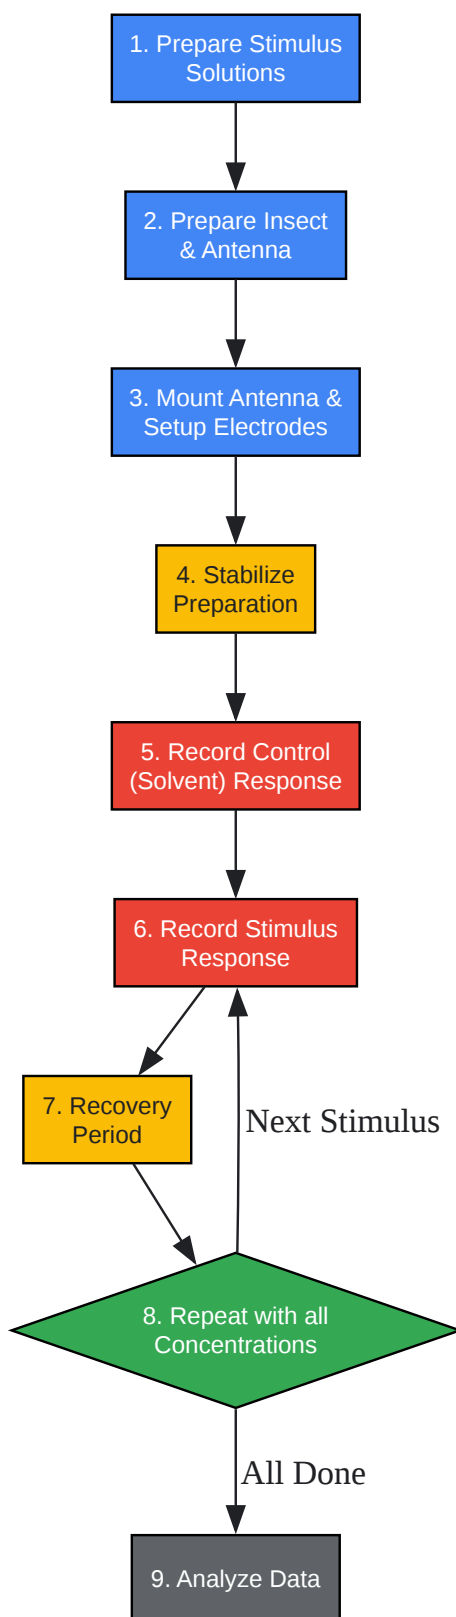 1. Prepare Stimulus
Solutions
2. Prepare Insect
& Antenna
3. Mount Antenna &
Setup Electrodes
4. Stabilize
Preparation
5. Record Control
(Solvent) Response
6. Record Stimulus
Response
7. Recovery
Period
Next Stimulus
8. Repeat with all
Concentrations
All Done
9. Analyze Data